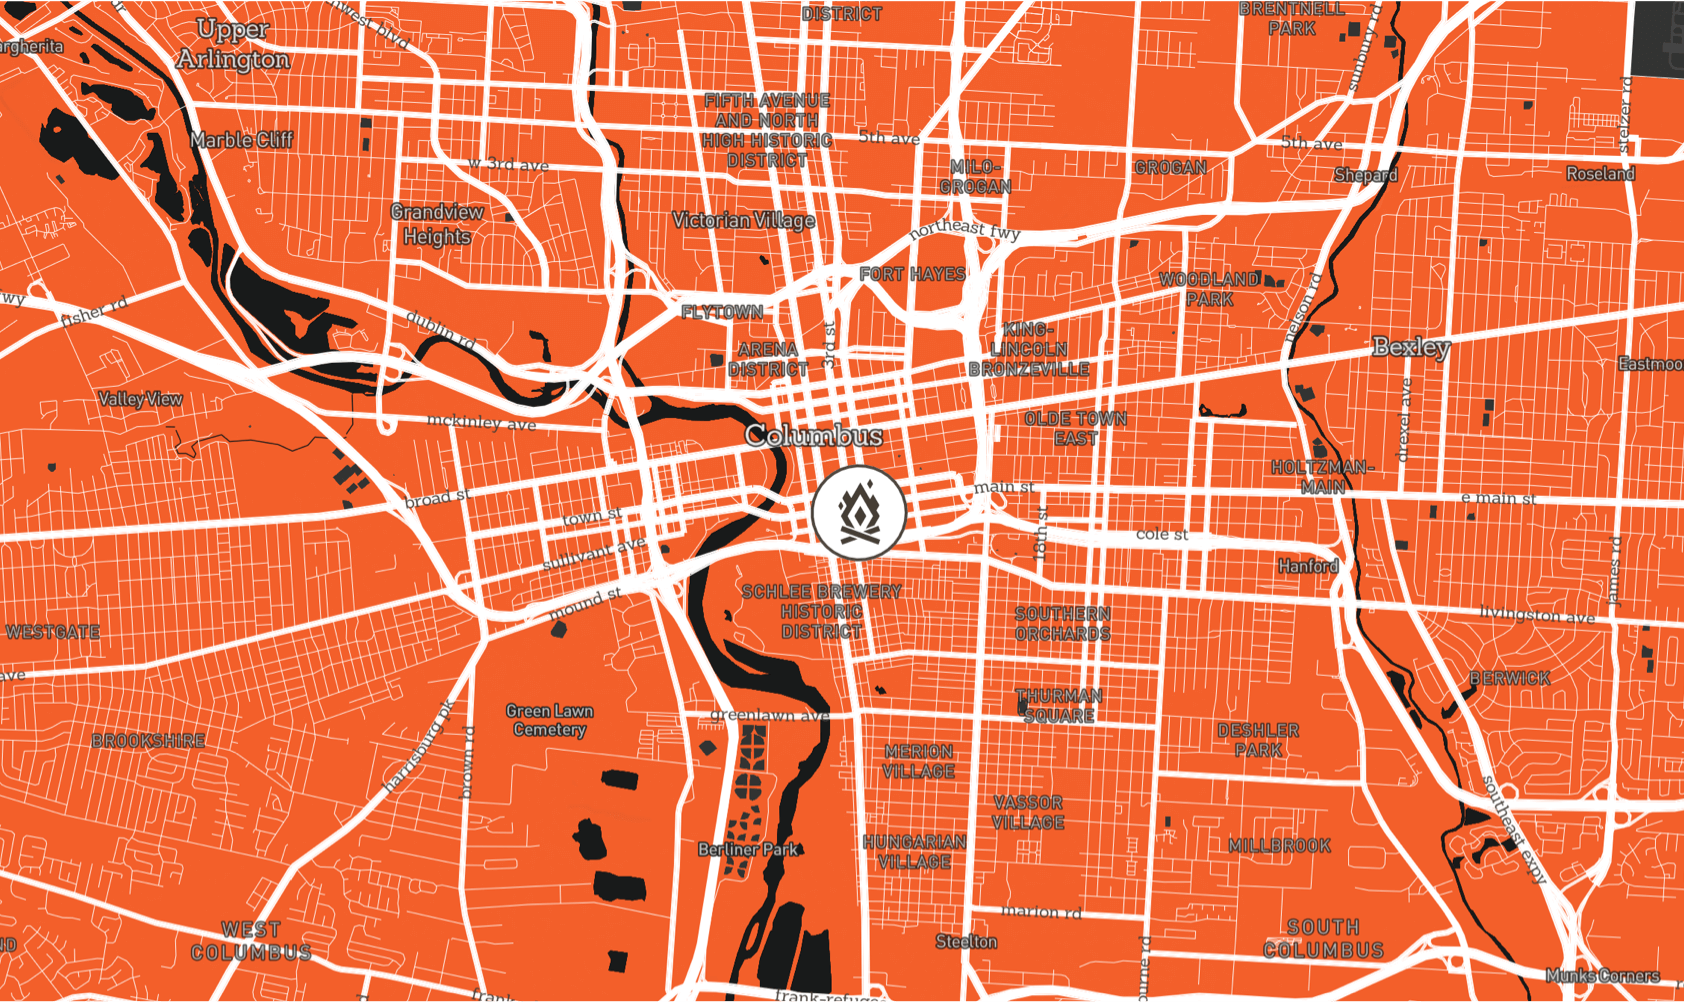 Upper
Arlington
nwest blvd
DISTRICT
BRENTNELL
PARK
sunbury rd
stelzer rd
argherita
Marble Cliff
FIFTH AVENUE
AND NORTH
HIGH HISTORIC
DISTRICT
5th ave
5th ave
w 3rd ave
MILO-
GROGAN
GROGAN
Shepard
Roseland
Grandview
Heights
Victorian Village
northeast fwy
FORT HAYES
WOODLAND
PARK
nelson rd
fwy
fisher rd
dublin rd
FLYTOWN
3rd st
ARENA
DISTRICT
KING-
LINCOLN
BRONZEVILLE
Bexley
Eastmoo
Valley View
mckinley ave
Columbus
OLDE TOWN
EAST
drexel ave
HOLTZMAN-
MAIN
broad st
town st
main st
e main st
sullivant ave
18th st
cole st
Hanford
james rd
mound st
SCHLEE BREWERY
HISTORIC
DISTRICT
SOUTHERN
ORCHARDS
livingston ave
WESTGATE
ave
BERWICK
Green Lawn
Cemetery
greenlawn ave
THURMAN
SQUARE
BROOKSHIRE
harrisburg pk
brown rd
MERION
VILLAGE
DESHLER
PARK
VASSOR
VILLAGE
southeast expy
Berliner Park
HUNGARIAN
VILLAGE
MILLBROOK
WEST
COLUMBUS
marion rd
Steelton
SOUTH
COLUMBUS
ND
onne rd
Munks Corners
frank
frank-refuge